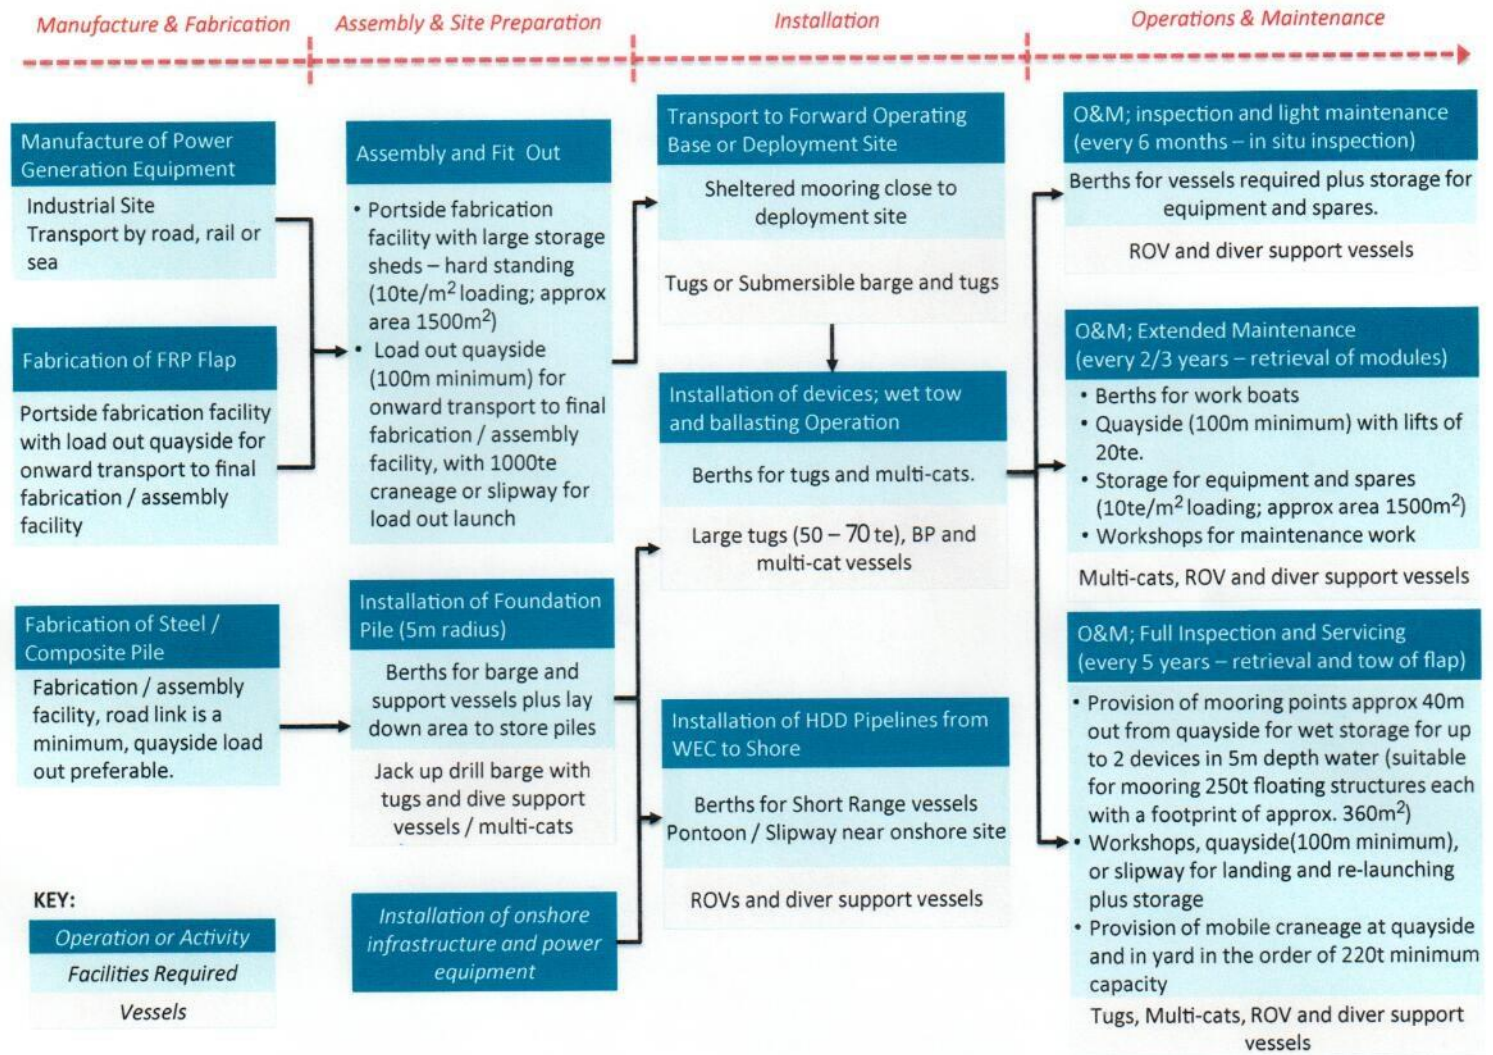 Manufacture & Fabrication
Assembly & Site Preparation
Installation
Operations & Maintenance
Manufacture of Power
Generation Equipment
Industrial Site
Transport by road, rail or
sea
Fabrication of FRP Flap
Portside fabrication facility
with load out quayside for
onward transport to final
fabrication / assembly
facility
Fabrication of Steel /
Composite Pile
Fabrication / assembly
facility, road link is a
minimum, quayside load
out preferable.
KEY:
Operation or Activity
Facilities Required
Vessels
Assembly and Fit Out
• Portside fabrication
facility with large storage
sheds – hard standing
(10te/m² loading; approx
area 1500m²)
• Load out quayside
(100m minimum) for
onward transport to final
fabrication / assembly
facility, with 1000te
craneage or slipway for
load out launch
Installation of Foundation
Pile (5m radius)
Berths for barge and
support vessels plus lay
down area to store piles
Jack up drill barge with
tugs and dive support
vessels / multi-cats
Installation of onshore
infrastructure and power
equipment
Transport to Forward Operating
Base or Deployment Site
Sheltered mooring close to
deployment site
Tugs or Submersible barge and tugs
Installation of devices; wet tow
and ballasting Operation
Berths for tugs and multi-cats.
Large tugs (50 – 70 te), BP and
multi-cat vessels
Installation of HDD Pipelines from
WEC to Shore
Berths for Short Range vessels
Pontoon / Slipway near onshore site
ROVs and diver support vessels
O&M; inspection and light maintenance
(every 6 months – in situ inspection)
Berths for vessels required plus storage for
equipment and spares.
ROV and diver support vessels
O&M; Extended Maintenance
(every 2/3 years – retrieval of modules)
• Berths for work boats
• Quayside (100m minimum) with lifts of
20te.
• Storage for equipment and spares
(10te/m² loading; approx area 1500m²)
• Workshops for maintenance work
Multi-cats, ROV and diver support vessels
O&M; Full Inspection and Servicing
(every 5 years – retrieval and tow of flap)
• Provision of mooring points approx 40m
out from quayside for wet storage for up
to 2 devices in 5m depth water (suitable
for mooring 250t floating structures each
with a footprint of approx. 360m²)
• Workshops, quayside(100m minimum),
or slipway for landing and re-launching
plus storage
• Provision of mobile craneage at quayside
and in yard in the order of 220t minimum
capacity
Tugs, Multi-cats, ROV and diver support
vessels